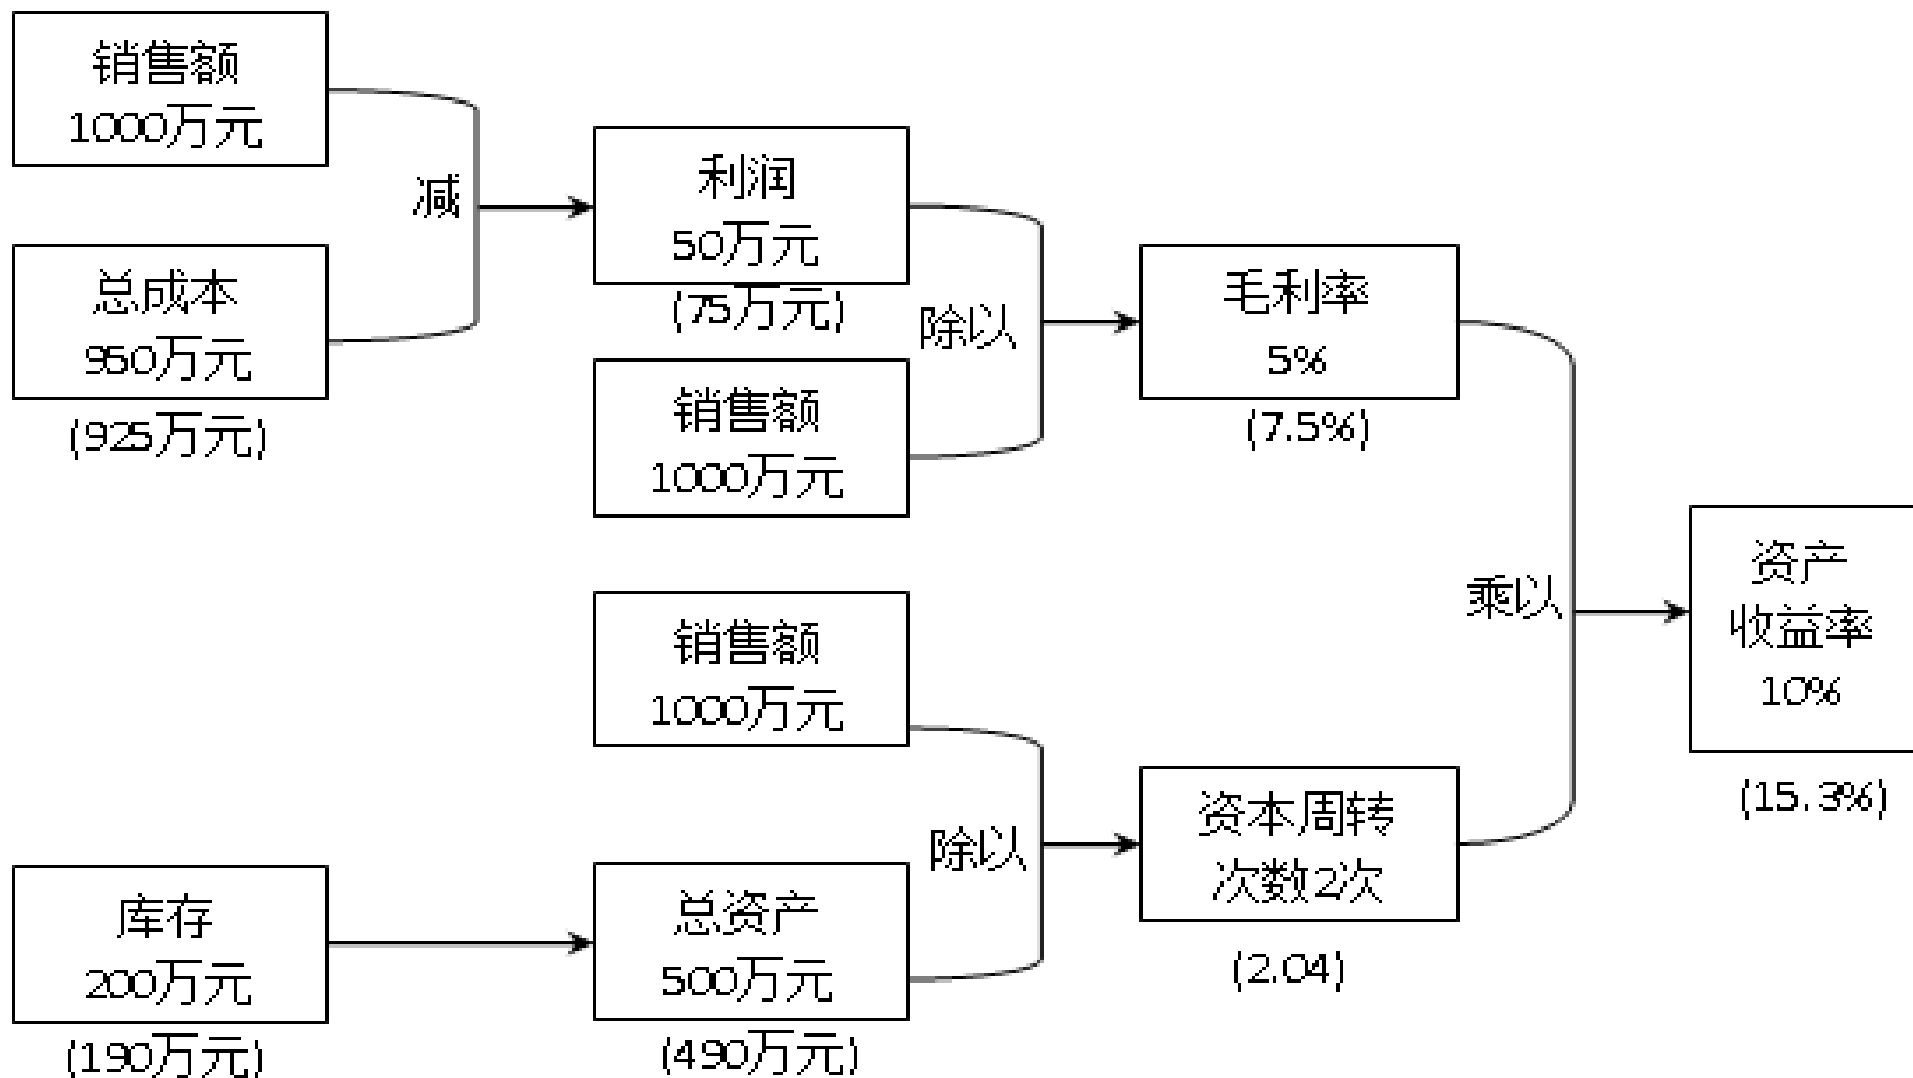 销售额
1000万元
减
总成本
950万元
(925万元)
利润
50万元
(75万元)
除以
销售额
1000万元
毛利率
5%
(7.5%)
销售额
1000万元
除以
库存
200万元
(190万元)
总资产
500万元
(490万元)
资本周转
次数2次
(2.04)
乘以
资产
收益率
10%
(15.3%)